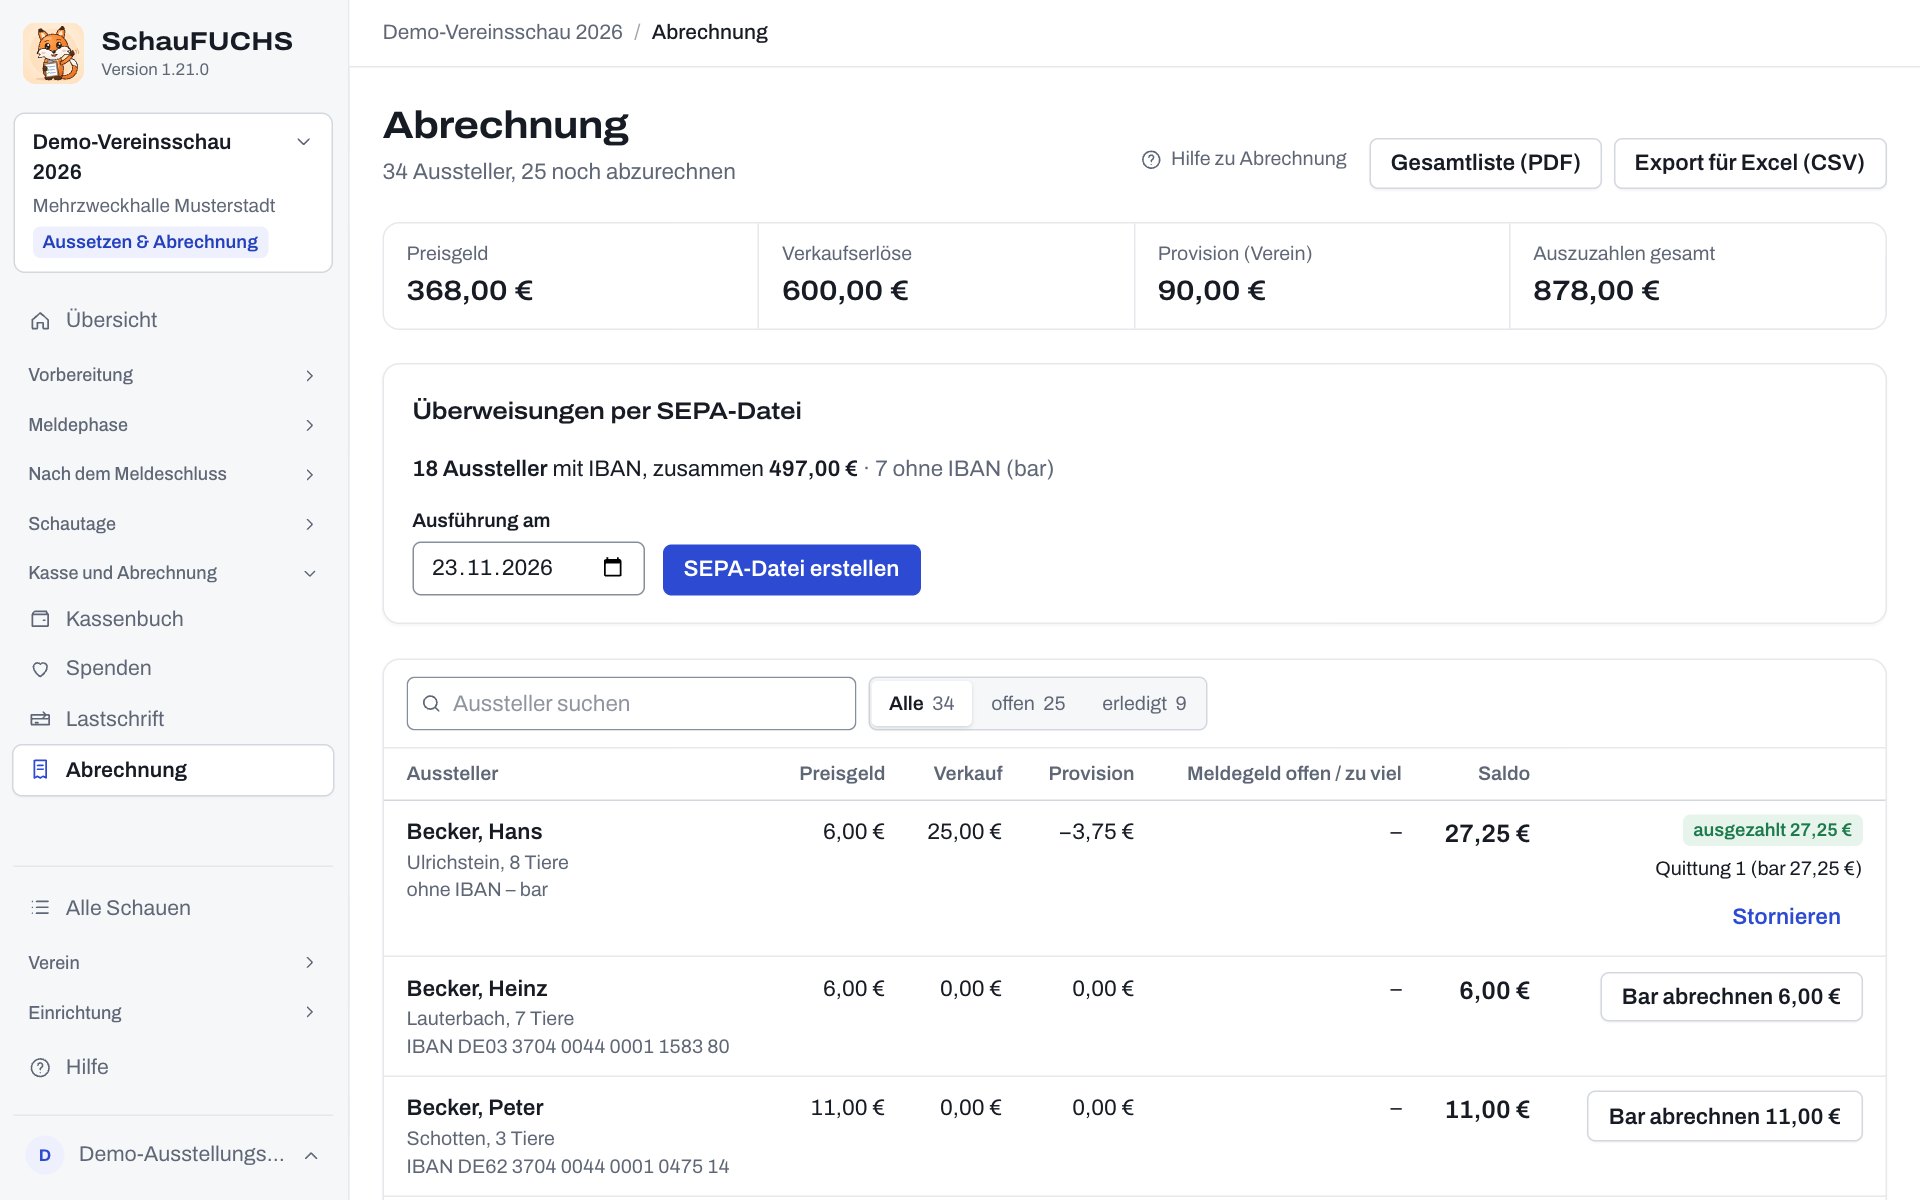 SchauFUCHS
Version 1.21.0
Demo-Vereinsschau
2026
Mehrzweckhalle Musterstadt
Aussetzen & Abrechnung
Übersicht
Vorbereitung
Meldephase
Nach dem Meldeschluss
Schautage
Kasse und Abrechnung
Kassenbuch
Spenden
Lastschrift
Abrechnung
Alle Schauen
Verein
Einrichtung
Hilfe
D Demo-Ausstellungs...
Demo-Vereinsschau 2026 / Abrechnung
Abrechnung
34 Aussteller, 25 noch abzurechnen
Hilfe zu Abrechnung
Gesamtliste (PDF)
Export für Excel (CSV)
Preisgeld
368,00 €
Verkaufserlöse
600,00 €
Provision (Verein)
90,00 €
Auszuzahlen gesamt
878,00 €
Überweisungen per SEPA-Datei
18 Aussteller mit IBAN, zusammen 497,00 € · 7 ohne IBAN (bar)
Ausführung am
23.11.2026
SEPA-Datei erstellen
Aussteller suchen
Alle 34 offen 25 erledigt 9
Aussteller Preisgeld Verkauf Provision Meldegeld offen / zu viel Saldo
Becker, Hans 6,00 € 25,00 € −3,75 € – 27,25 € ausgezahlt 27,25 €
Ulrichstein, 8 Tiere
ohne IBAN – bar
Quittung 1 (bar 27,25 €)
Stornieren
Becker, Heinz 6,00 € 0,00 € 0,00 € – 6,00 € Bar abrechnen 6,00 €
Lauterbach, 7 Tiere
IBAN DE03 3704 0044 0001 1583 80
Becker, Peter 11,00 € 0,00 € 0,00 € – 11,00 € Bar abrechnen 11,00 €
Schotten, 3 Tiere
IBAN DE62 3704 0044 0001 0475 14